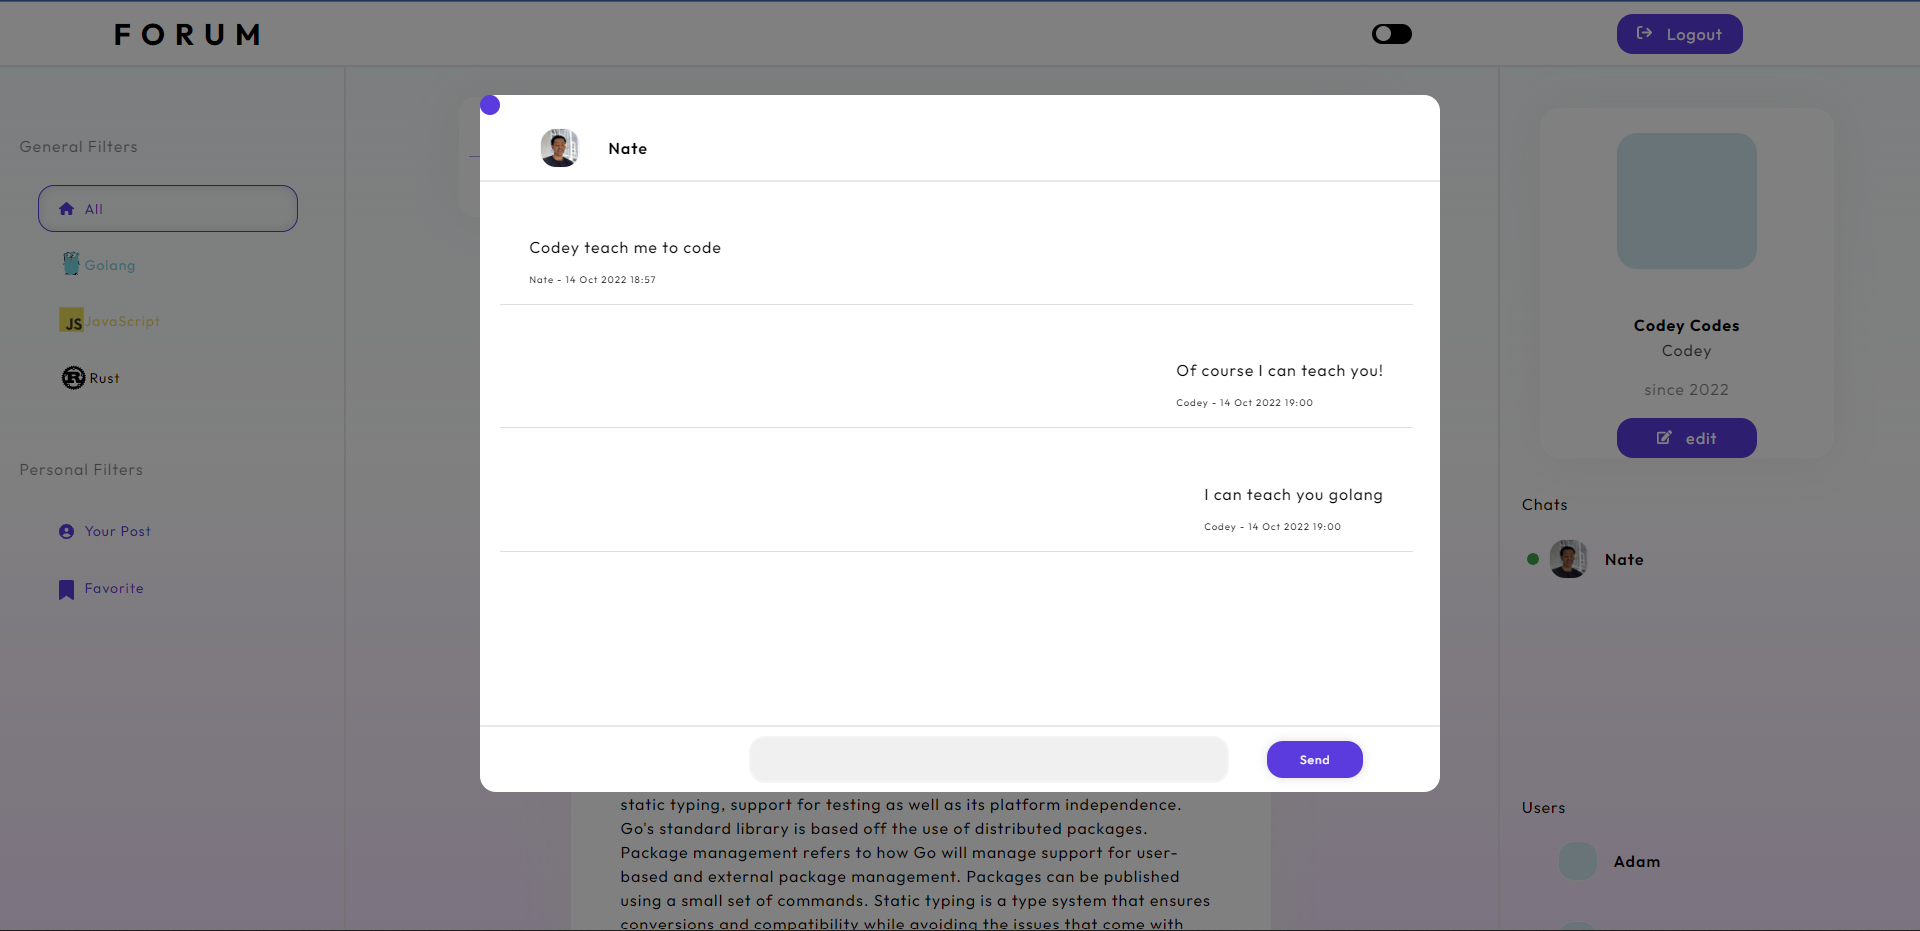 FORUM
Logout
General Filters
All
Golang
JS JavaScript
R Rust
Personal Filters
Your Post
Favorite
Nate
Codey teach me to code
Nate - 14 Oct 2022 18:57
Of course I can teach you!
Codey - 14 Oct 2022 19:00
I can teach you golang
Codey - 14 Oct 2022 19:00
Send
static typing, support for testing as well as its platform independence.
Go's standard library is based off the use of distributed packages.
Package management refers to how Go will manage support for user-
based and external package management. Packages can be published
using a small set of commands. Static typing is a type system that ensures
conversions and compatibility while avoiding the issues that come with
Codey Codes
Codey
since 2022
edit
Chats
Nate
Users
Adam